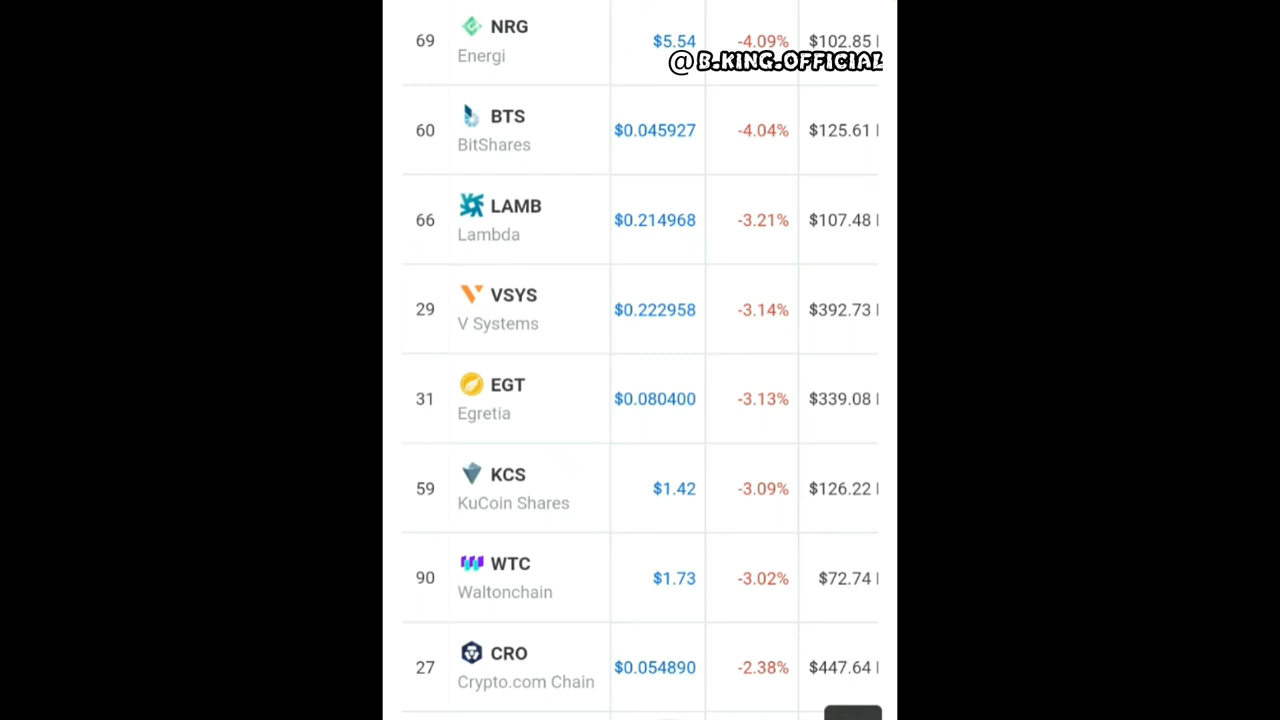 69 NRG $5.54 -4.09% $102.85
Energi
@B.KING.OFFICIAL
60 BTS $0.045927 -4.04% $125.61
BitShares
66 LAMB $0.214968 -3.21% $107.48
Lambda
29 VSYS $0.222958 -3.14% $392.73
V Systems
31 EGT $0.080400 -3.13% $339.08
Egretia
59 KCS $1.42 -3.09% $126.22
KuCoin Shares
90 WTC $1.73 -3.02% $72.74
Waltonchain
27 CRO $0.054890 -2.38% $447.64
Crypto.com Chain